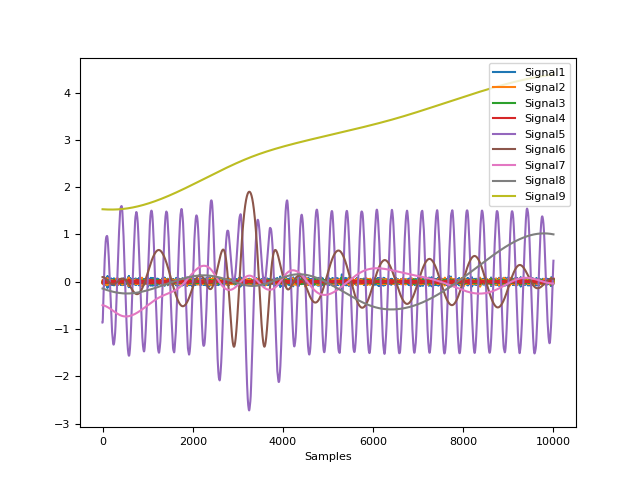 Signal1
Signal2
Signal3
Signal4
Signal5
Signal6
Signal7
Signal8
Signal9
4
3
2
1
0
−1
−2
−3
0 2000 4000 6000 8000 10000
Samples